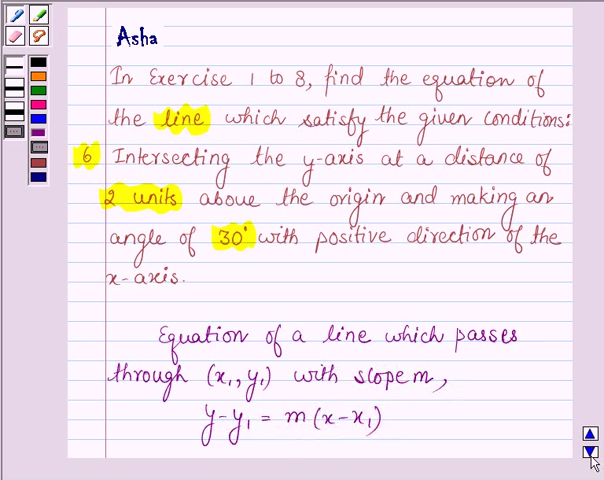 Asha
In Exercise 1 to 8, find the equation of
the line which satisfy the given conditions:
6 Intersecting the y-axis at a distance of
2 units above the origin and making an
angle of 30° with positive direction of the
x-axis.
Equation of a line which passes
through (x₁, y₁) with slope m,
y-y₁ = m(x-x₁)